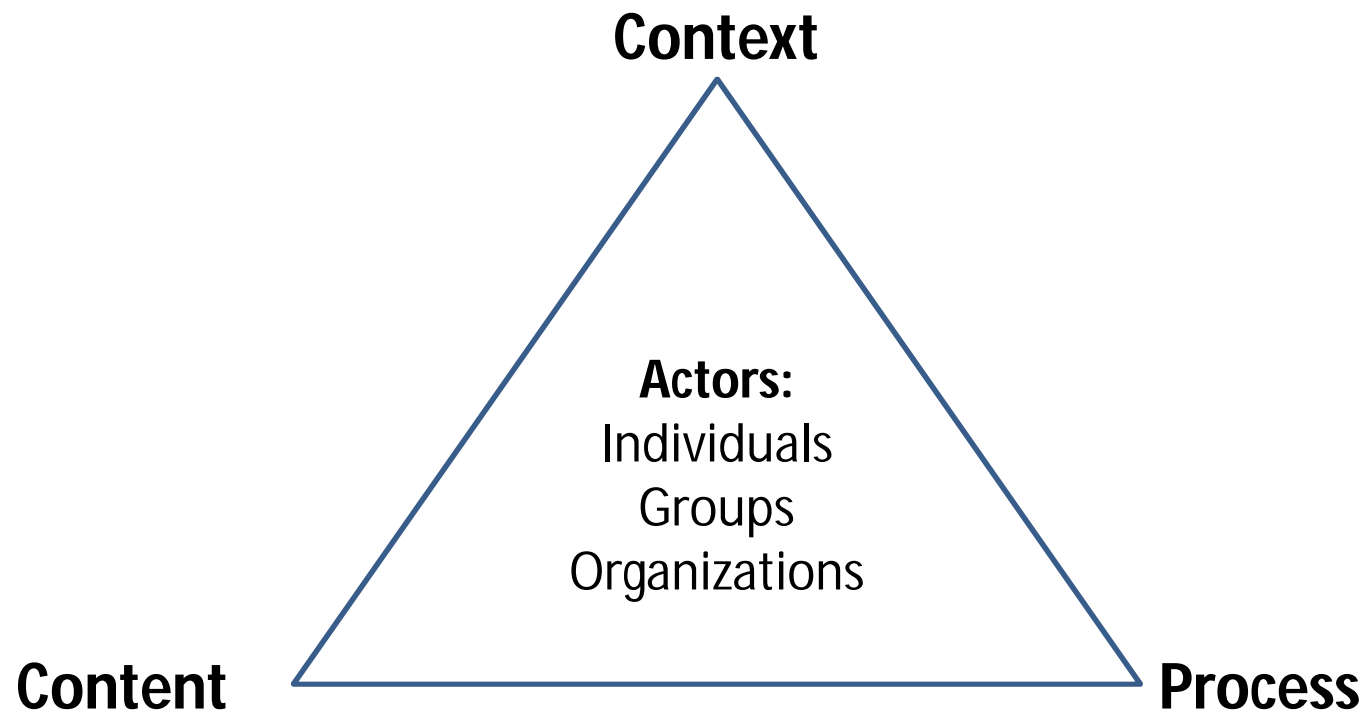 Context
Actors:
Individuals
Groups
Organizations
Content
Process